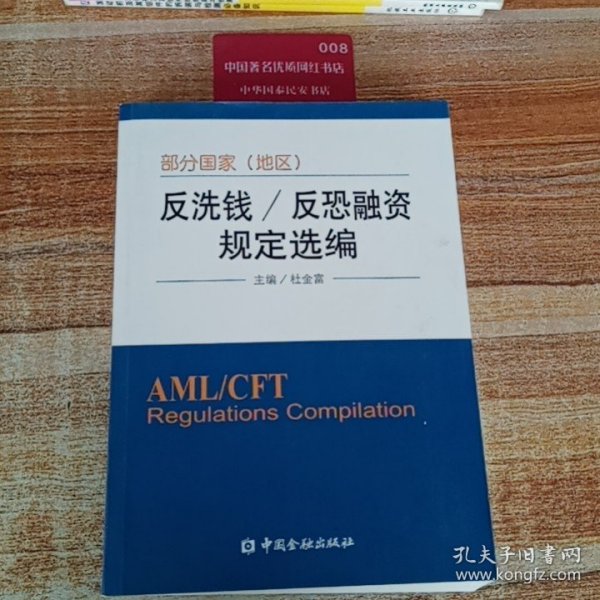 008
中国著名优质网红书店
中华国泰民安书店
部分国家（地区）
反洗钱／反恐融资
规定选编
主编／杜金富
AML/CFT
Regulations Compilation
中国金融出版社
孔夫子旧书网
www.kongfz.com